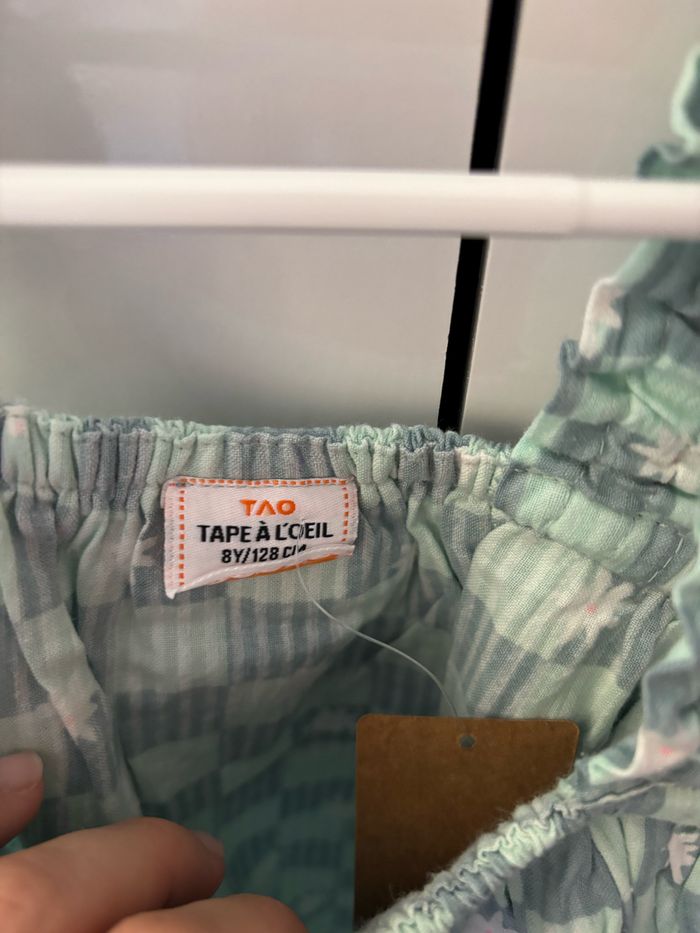 TAO
TAPE À L'OEIL
8Y/128 CM